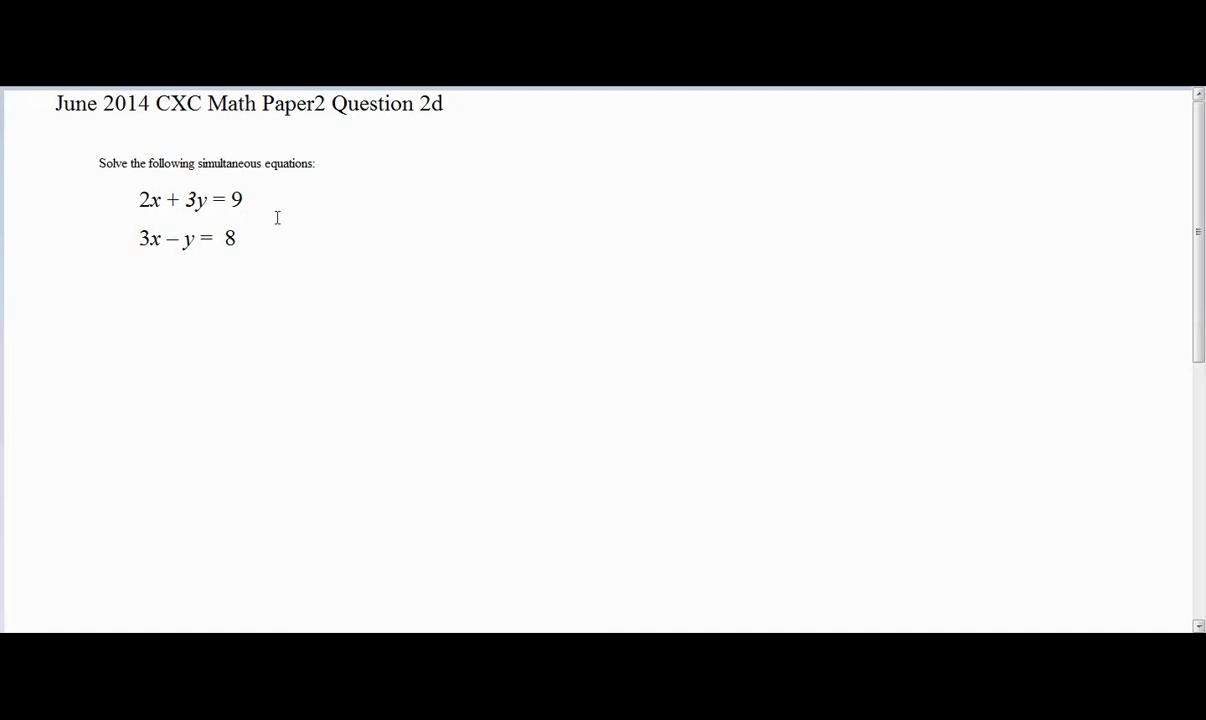 June 2014 CXC Math Paper2 Question 2d
Solve the following simultaneous equations:
2x + 3y = 9
3x – y = 8